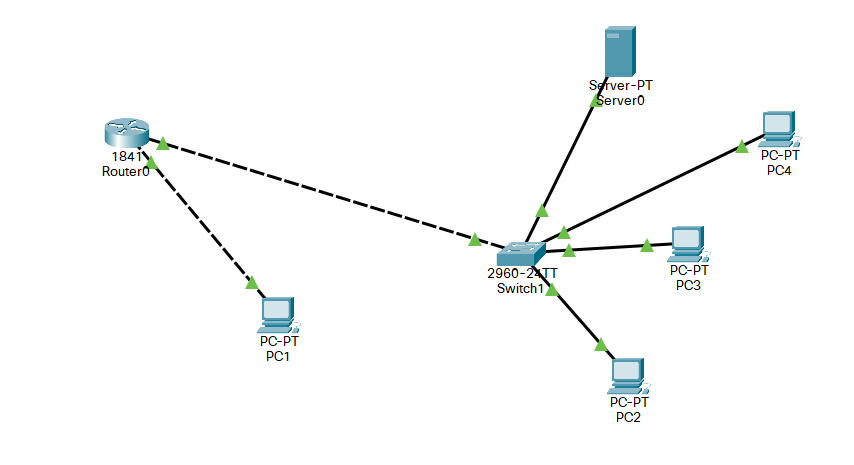 Server-PT
Server0
1841
Router0
PC-PT
PC4
PC-PT
PC3
2960-24TT
Switch1
PC-PT
PC1
PC-PT
PC2